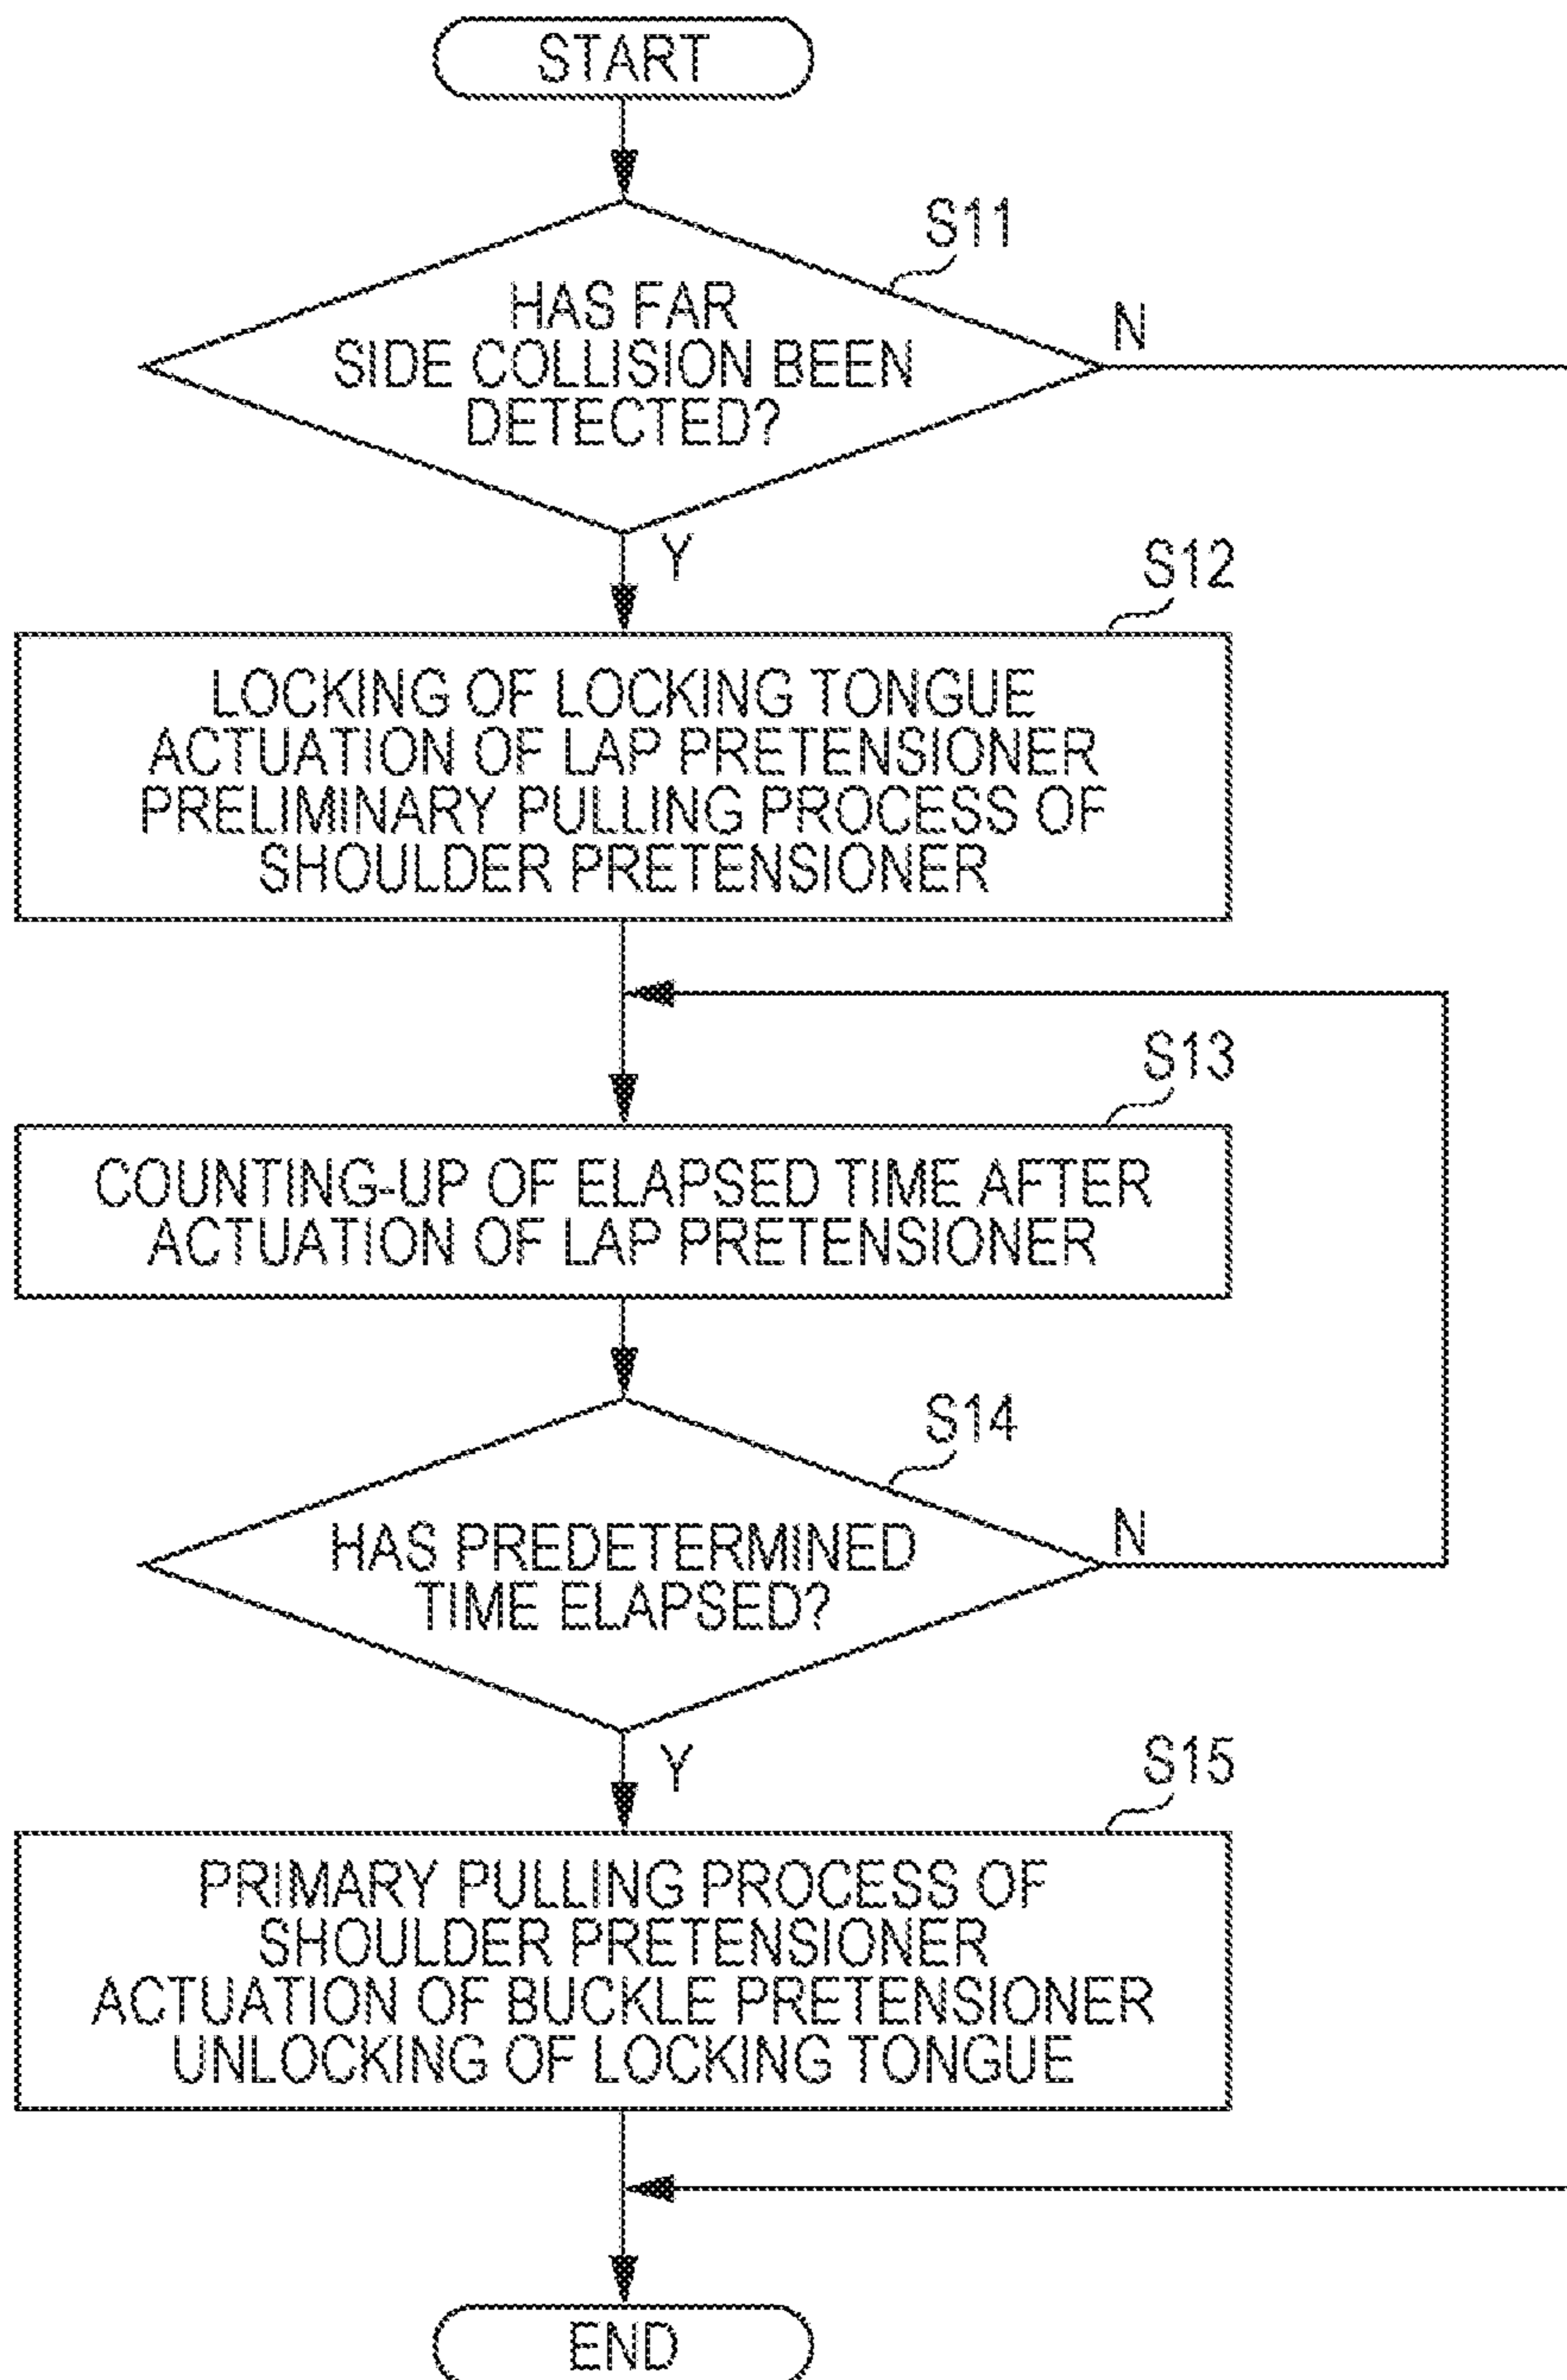 START
S11
HAS FAR
SIDE COLLISION BEEN
DETECTED?
N
Y
S12
LOCKING OF LOCKING TONGUE
ACTUATION OF LAP PRETENSIONER
PRELIMINARY PULLING PROCESS OF
SHOULDER PRETENSIONER
S13
COUNTING-UP OF ELAPSED TIME AFTER
ACTUATION OF LAP PRETENSIONER
S14
HAS PREDETERMINED
TIME ELAPSED?
N
Y
S15
PRIMARY PULLING PROCESS OF
SHOULDER PRETENSIONER
ACTUATION OF BUCKLE PRETENSIONER
UNLOCKING OF LOCKING TONGUE
END